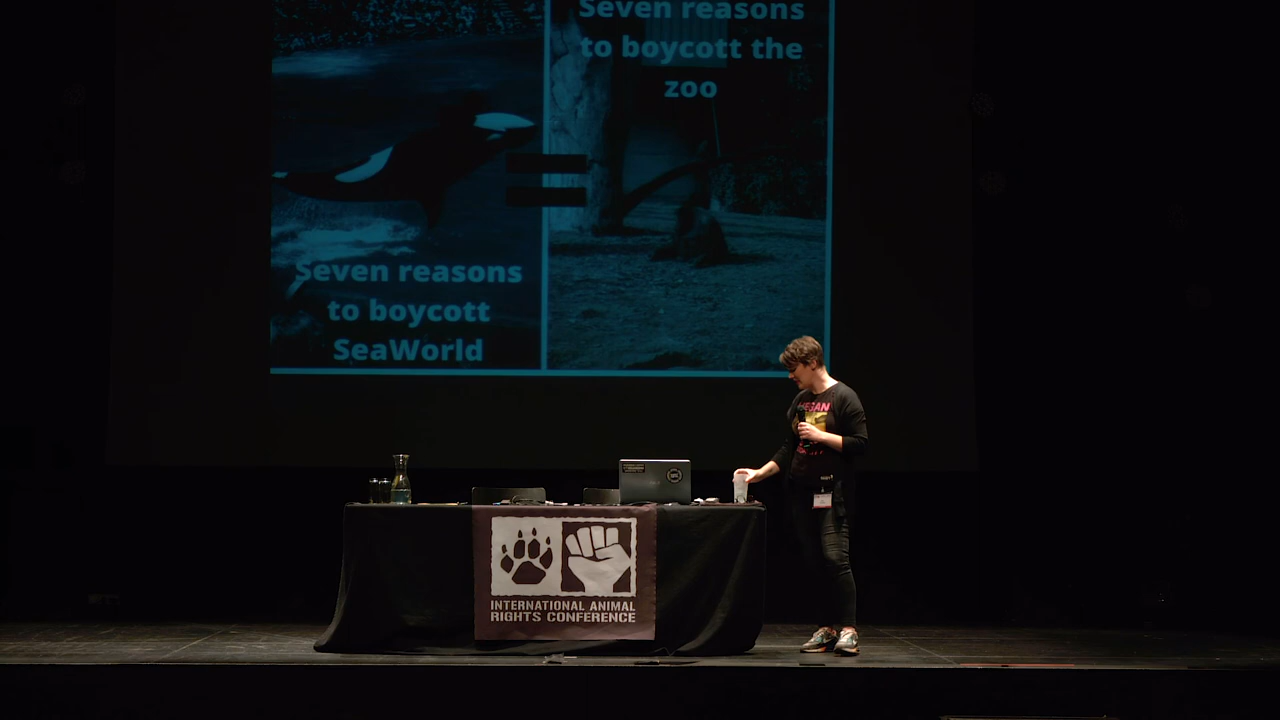 Seven reasons
to boycott the
zoo
=
Seven reasons
to boycott
SeaWorld
VEGAN
INTERNATIONAL ANIMAL
RIGHTS CONFERENCE